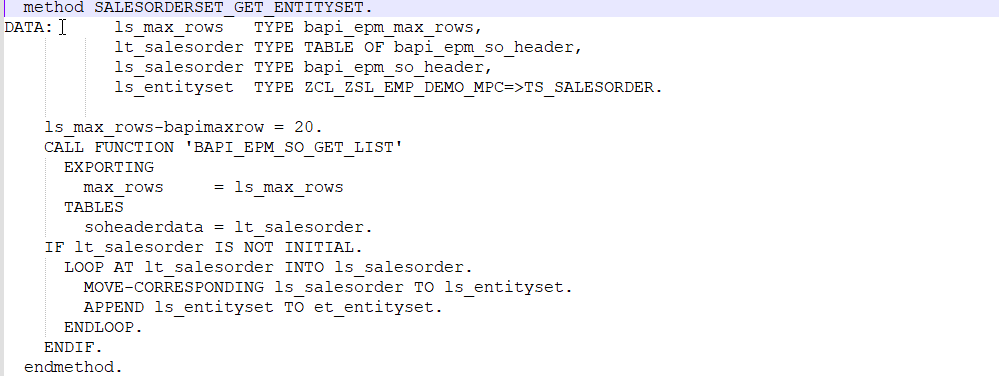 method SALESORDERSET_GET_ENTITYSET.
DATA: ls_max_rows TYPE bapi_epm_max_rows,
lt_salesorder TYPE TABLE OF bapi_epm_so_header,
ls_salesorder TYPE bapi_epm_so_header,
ls_entityset TYPE ZCL_ZSL_EMP_DEMO_MPC=>TS_SALESORDER.
ls_max_rows-bapimaxrow = 20.
CALL FUNCTION 'BAPI_EPM_SO_GET_LIST'
EXPORTING
max_rows = ls_max_rows
TABLES
soheaderdata = lt_salesorder.
IF lt_salesorder IS NOT INITIAL.
LOOP AT lt_salesorder INTO ls_salesorder.
MOVE-CORRESPONDING ls_salesorder TO ls_entityset.
APPEND ls_entityset TO et_entityset.
ENDLOOP.
ENDIF.
endmethod.